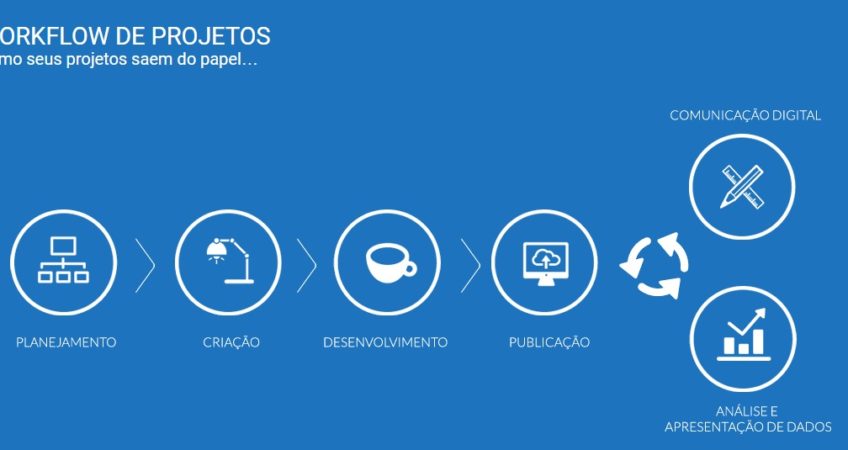 ORKFLOW DE PROJETOS
mo seus projetos saem do papel...
COMUNICAÇÃO DIGITAL
PLANEJAMENTO
CRIAÇÃO
DESENVOLVIMENTO
PUBLICAÇÃO
ANÁLISE E
APRESENTAÇÃO DE DADOS